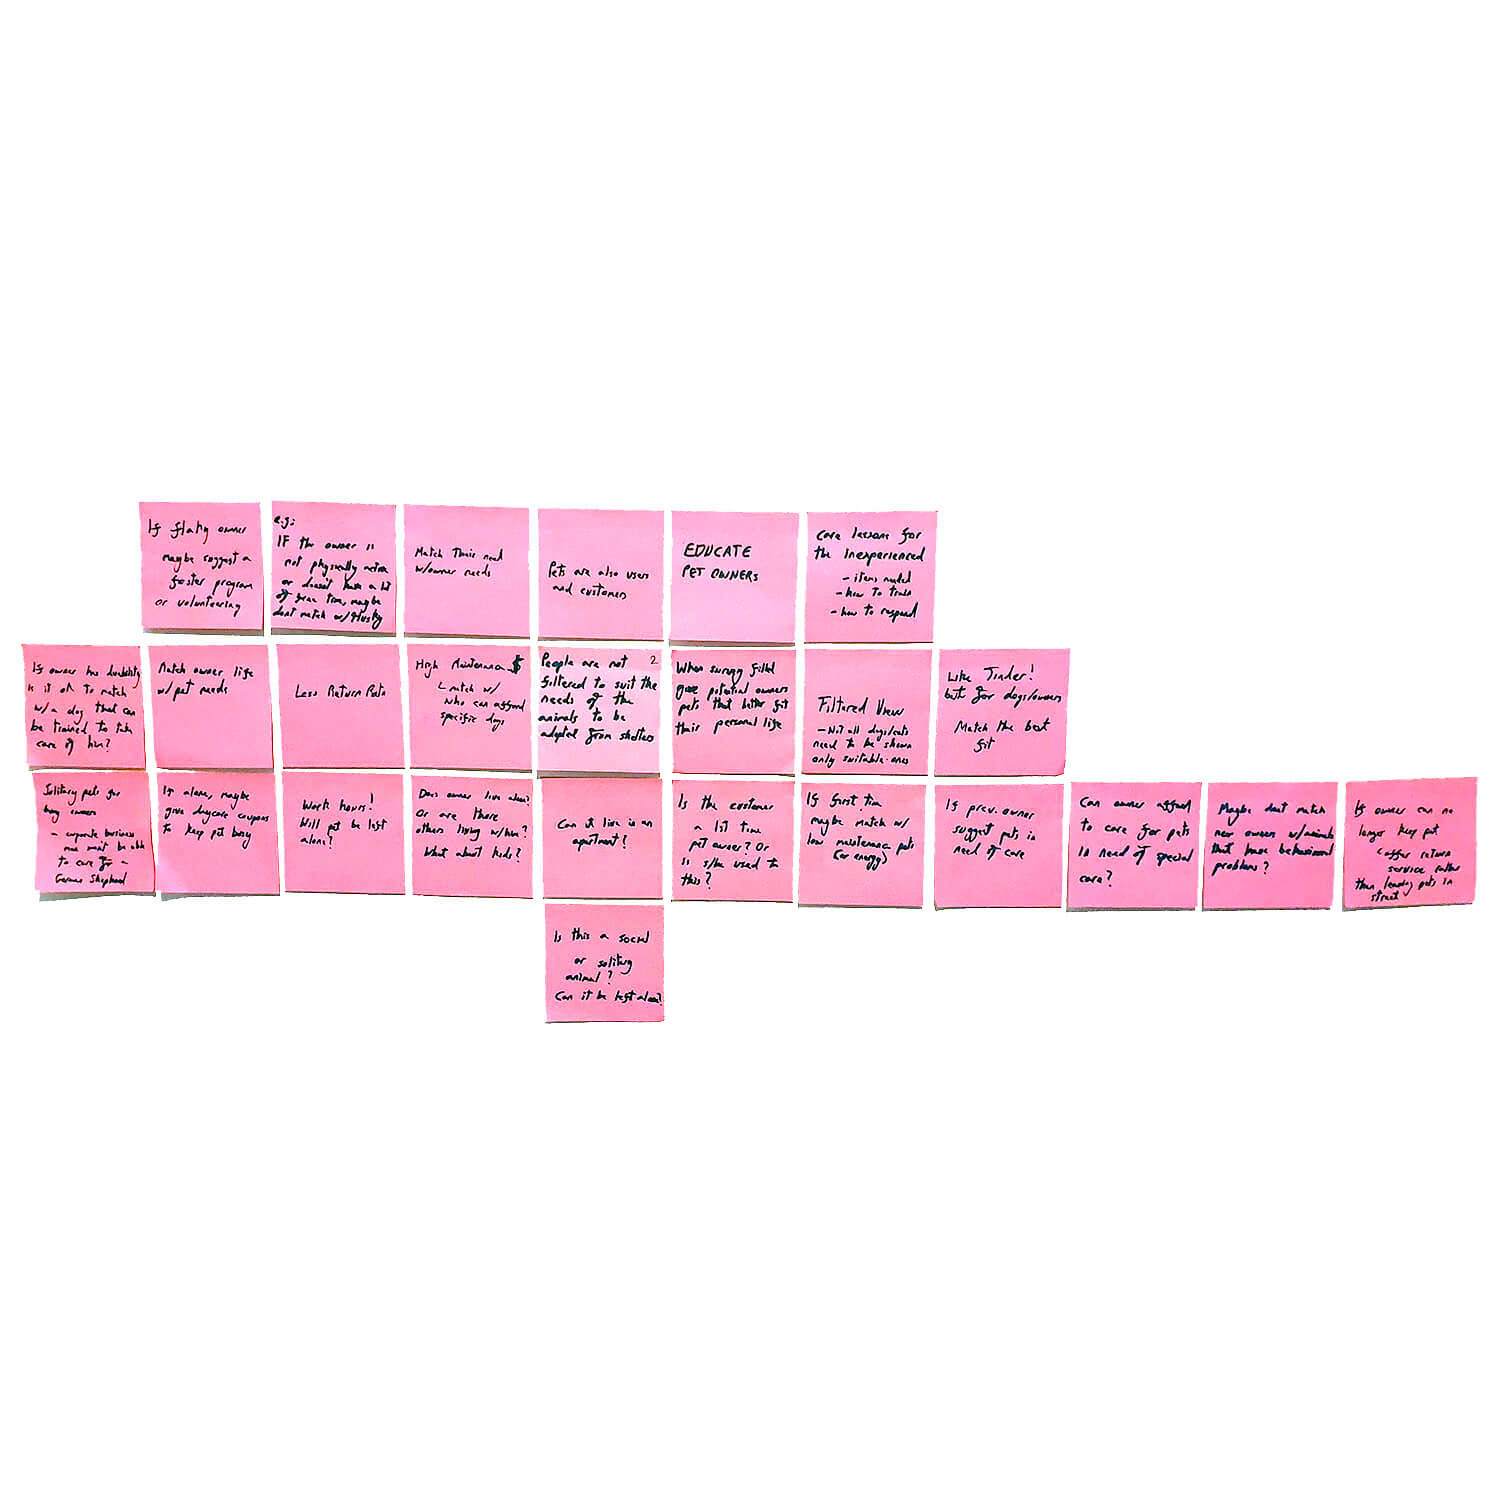 If flaky owner
maybe suggest a
foster program
or volunteering
e.g:
IF the owner is
not physically active
or doesn't have a lot
of free time, maybe
dont match w/Husky
Match Their need
w/owner needs
Pets are also users
and customers
EDUCATE
PET OWNERS
Care lessons for
the inexperienced
- items needed
- how to train
- how to respond
If owner has disability
is it ok to match
w/a dog that can
be trained to take
care of him?
Match owner life
w/pet needs
Less Return Pets
High Maintenance $
match w/
who can afford
specific dogs
People are not 2
filtered to suit the
needs of the
animals to be
adopted from shelters
When survey filled
give potential owners
pets that better fit
their personal life
Filtered View
- Not all dogs/cats
need to be shown
only suitable ones
Like Tinder!
but for dogs/owners
Match the best
fit
Solitary pets for
busy owners
- corporate business
man wont be able
to care for a
German Shepherd
If alone, maybe
give daycare coupons
to keep pet busy
Work hours!
Will pet be left
alone?
Does owner live alone?
Or are there
others living w/him?
What about kids?
Can it live in an
apartment?
Is the customer
a 1st time
pet owner? Or
is s/he used to
this?
If first time
maybe match w/
low maintenance pets
(or energy)
If prev. owner
suggest pets in
need of care
Can owner afford
to care for pets
in need of special
care?
Maybe dont match
new owners w/animals
that have behavioural
problems?
If owner can no
longer keep pet
offer return
service rather
than leaving pets in
street
Is this a social
or solitary
animal?
Can it be left alone?